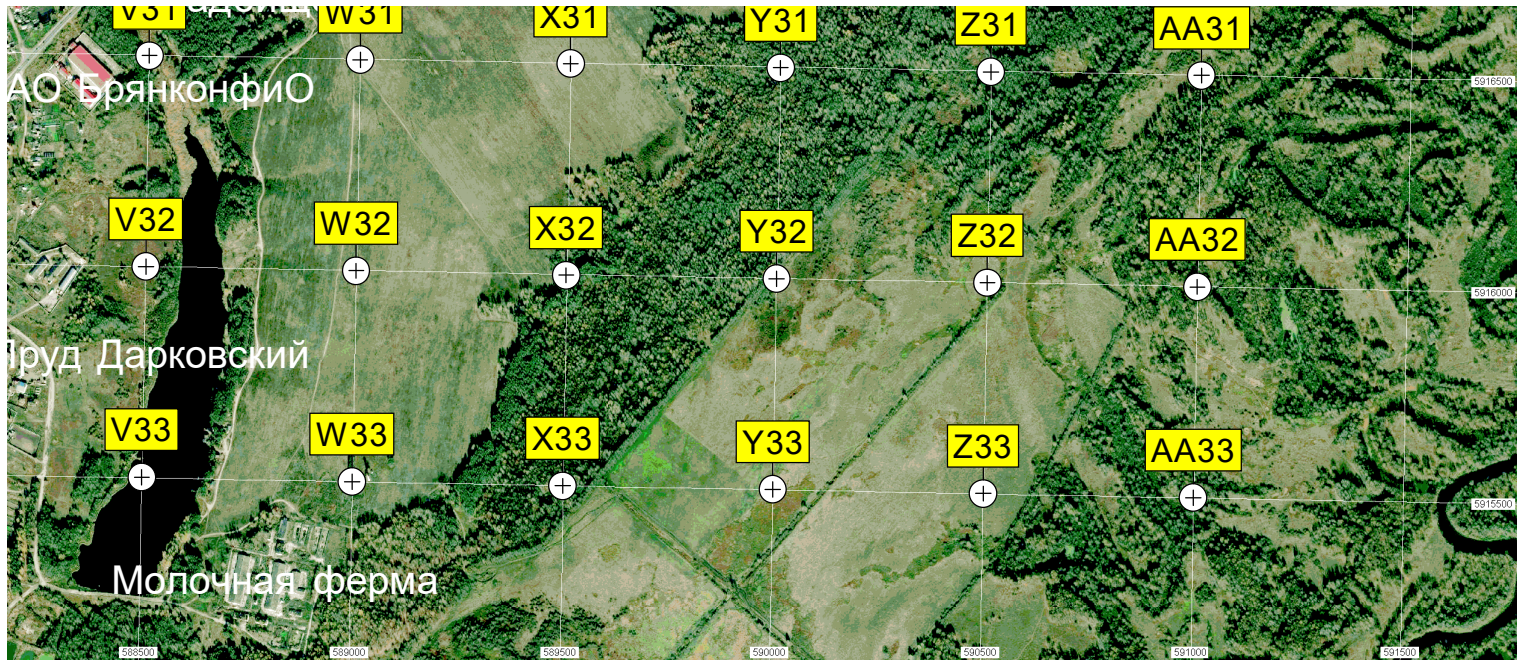 V31 W31 X31 Y31 Z31 AA31
5916500
АО БрянконфиО
V32 W32 X32 Y32 Z32 AA32
5916000
Пруд Дарковский
V33 W33 X33 Y33 Z33 AA33
5915500
Молочная ферма
588500 589000 589500 590000 590500 591000 591500